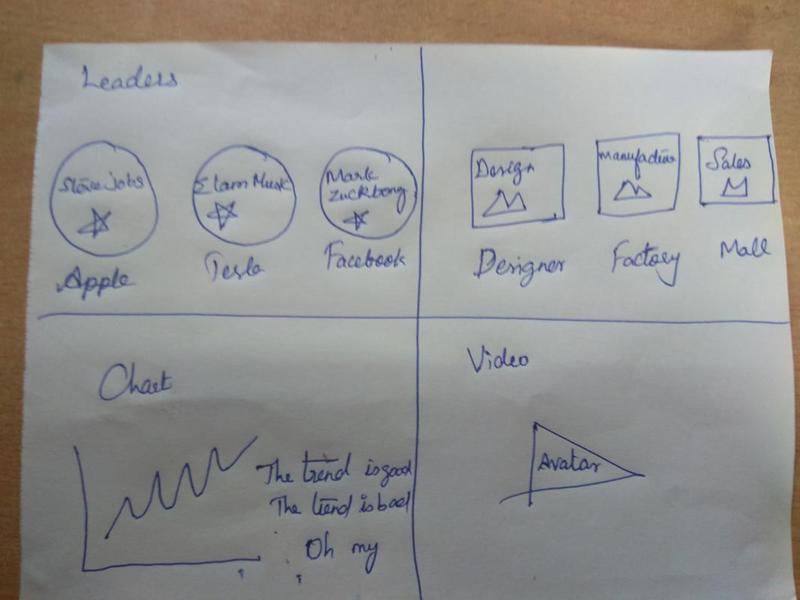 Leaders
Steve Jobs
Elann Musk
Mark
Zuckberg
Apple
Tesla
Facebook
Design
Manufacture
Sales
Designer
Factory
Mall
Chart
The trend is good
The trend is bad
Oh my
Video
Avatar